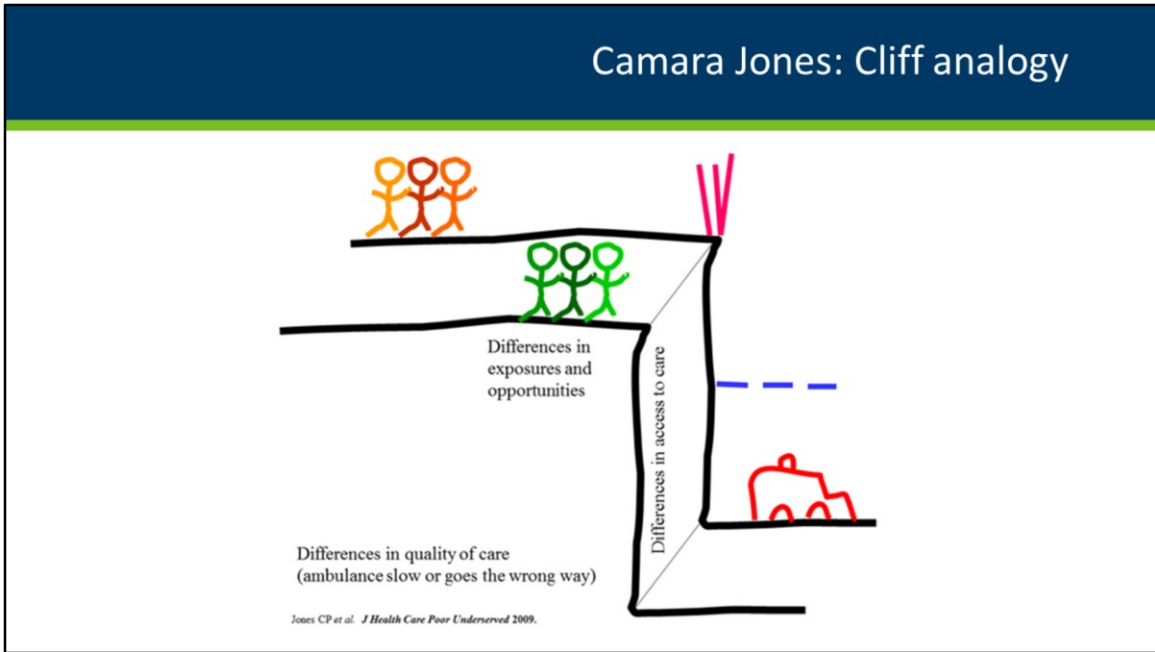 Camara Jones: Cliff analogy
Differences in
exposures and
opportunities
Differences in access to care
Differences in quality of care
(ambulance slow or goes the wrong way)
Jones CP et al. J Health Care Poor Underserved 2009.